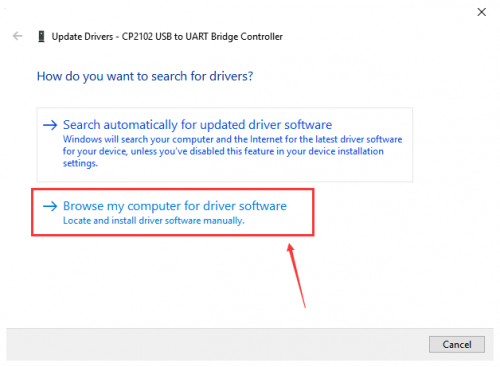 Update Drivers - CP2102 USB to UART Bridge Controller
How do you want to search for drivers?
Search automatically for updated driver software
Windows will search your computer and the Internet for the latest driver software
for your device, unless you've disabled this feature in your device installation
settings.
Browse my computer for driver software
Locate and install driver software manually.
Cancel